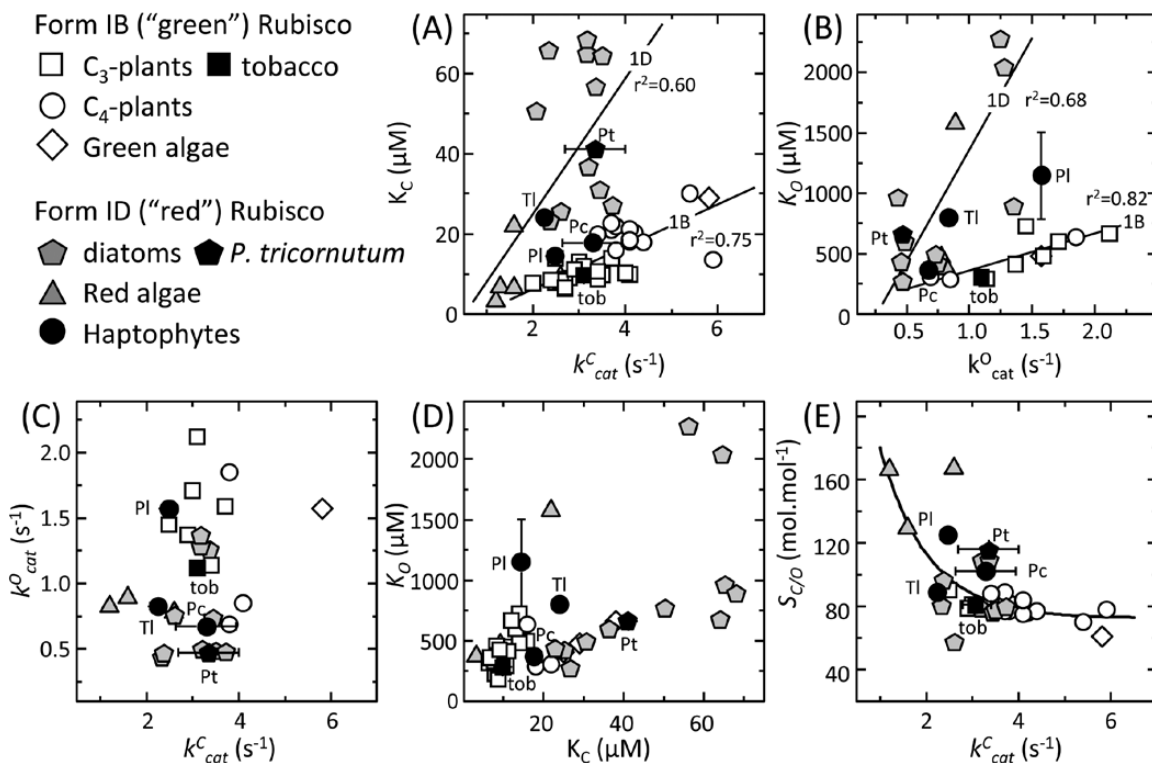 Form IB (“green”) Rubisco
C3-plants
tobacco
C4-plants
Green algae
Form ID (“red”) Rubisco
diatoms
P. tricornutum
Red algae
Haptophytes
(A)
KC (μM)
80
60
40
20
0
2
4
6
kCcat (s-1)
1D
r2=0.60
Pt
Tl
Pc
Pl
tob
1B
r2=0.75
(B)
KO (μM)
2000
1500
1000
500
0
0.5
1.0
1.5
2.0
kOcat (s-1)
1D
r2=0.68
Pl
Tl
Pt
Pc
tob
r2=0.82
1B
(C)
kOcat (s-1)
2.0
1.5
1.0
0.5
2
4
6
kCcat (s-1)
Pl
tob
Pc
Tl
Pt
(D)
KO (μM)
2000
1500
1000
500
0
20
40
60
KC (μM)
Pl
Tl
Pc
Pt
tob
(E)
SC/O (mol.mol-1)
160
120
80
40
2
4
6
kCcat (s-1)
Pl
Pt
Pc
Tl
tob